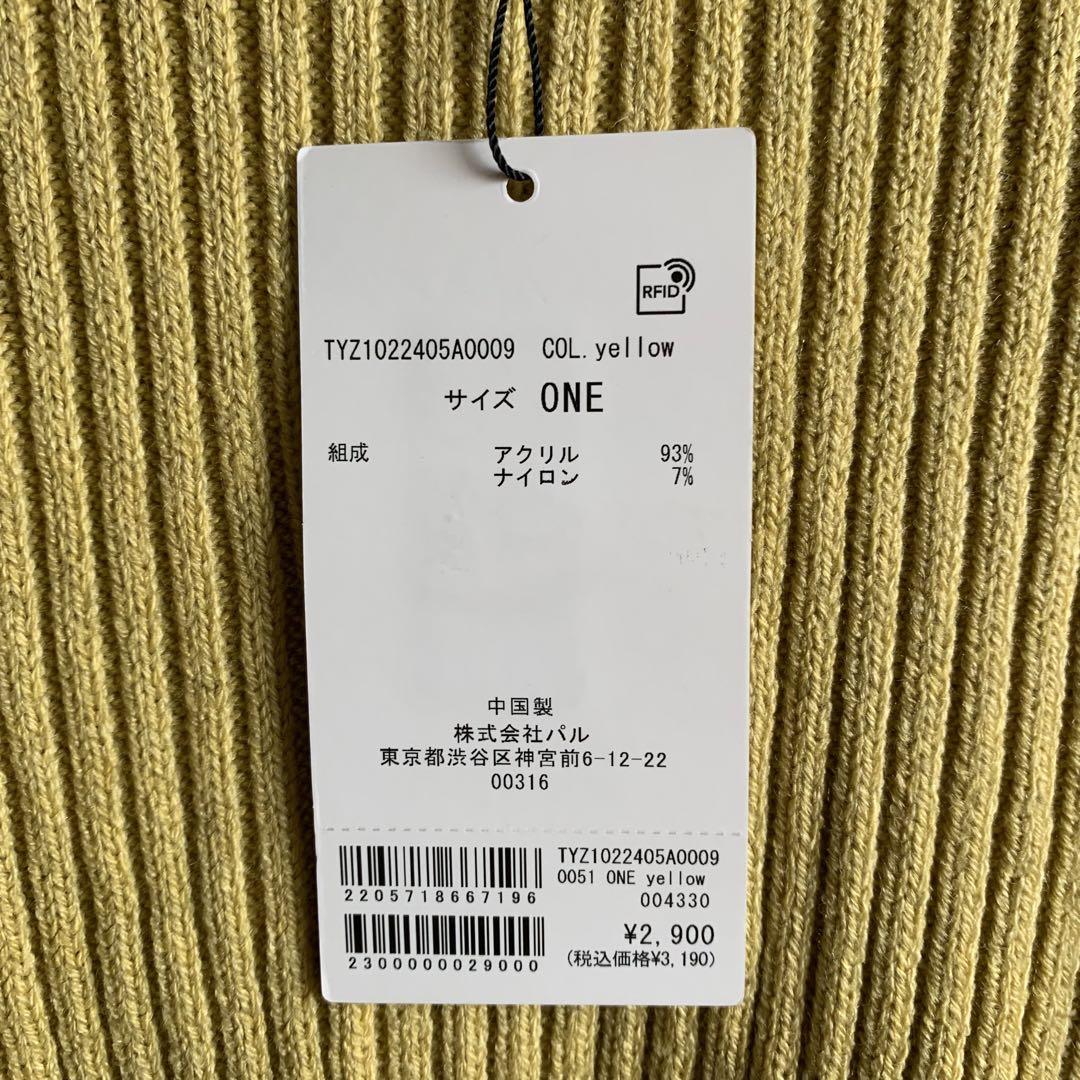 RFID
TYZ1022405A0009 COL.yellow
サイズ ONE
組成 アクリル 93%
ナイロン 7%
中国製
株式会社パル
東京都渋谷区神宮前6-12-22
00316
TYZ1022405A0009
2205718667196
0051 ONE yellow
004330
¥2,900
2300000029000
(税込価格¥3,190)